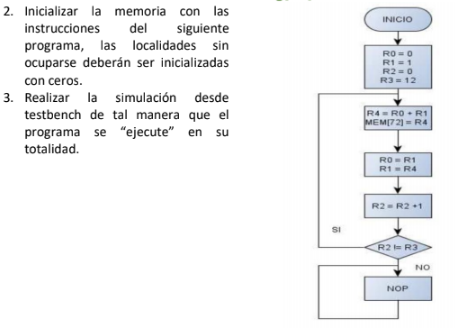 2. Inicializar la memoria con las
instrucciones del siguiente
programa, las localidades sin
ocuparse deberán ser inicializadas
con ceros.
3. Realizar la simulación desde
testbench de tal manera que el
programa se “ejecute” en su
totalidad.
INICIO
R0 = 0
R1 = 1
R2 = 0
R3 = 12
R4 = R0 + R1
MEM[72] = R4
R0 = R1
R1 = R4
R2 = R2 +1
SI
R2 != R3
NO
NOP